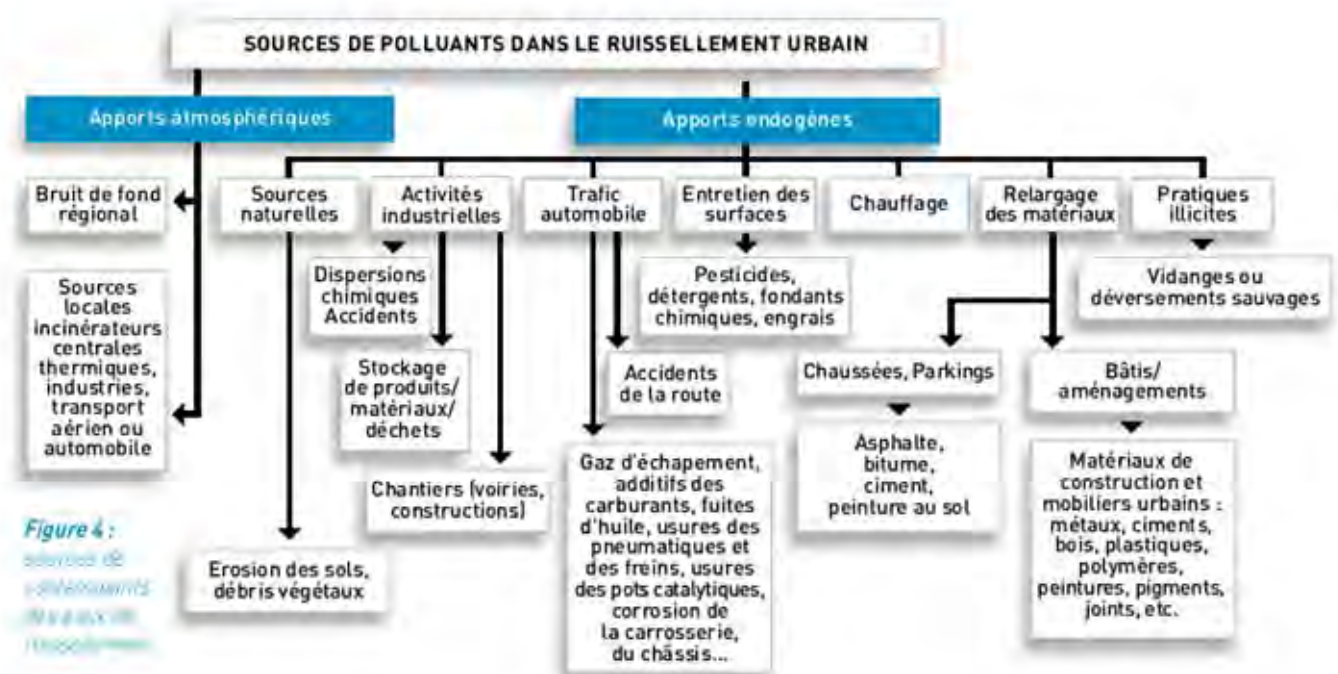 SOURCES DE POLLUANTS DANS LE RUISSELLEMENT URBAIN
Apports atmosphériques
Apports endogènes
Bruit de fond
régional
Sources
naturelles
Activités
industrielles
Trafic
automobile
Entretien des
surfaces
Chauffage
Relargage
des matériaux
Pratiques
illicites
Sources
locales
incinérateurs
centrales
thermiques,
industries,
transport
aérien ou
automobile
Dispersions
chimiques
Accidents
Pesticides,
détergents, fondants
chimiques, engrais
Vidanges ou
déversements sauvages
Stockage
de produits/
matériaux/
déchets
Accidents
de la route
Chaussées, Parkings
Bâtis/
aménagements
Chantiers (voiries,
constructions)
Gaz d'échapement,
additifs des
carburants, fuites
d'huile, usures des
pneumatiques et
des freins, usures
des pots catalytiques,
corrosion de
la carrosserie,
du châssis...
Asphalte,
bitume,
ciment,
peinture au sol
Matériaux de
construction et
mobiliers urbains :
métaux, ciments,
bois, plastiques,
polymères,
peintures, pigments,
joints, etc.
Erosion des sols,
débris végétaux
Figure 4 :
sources de